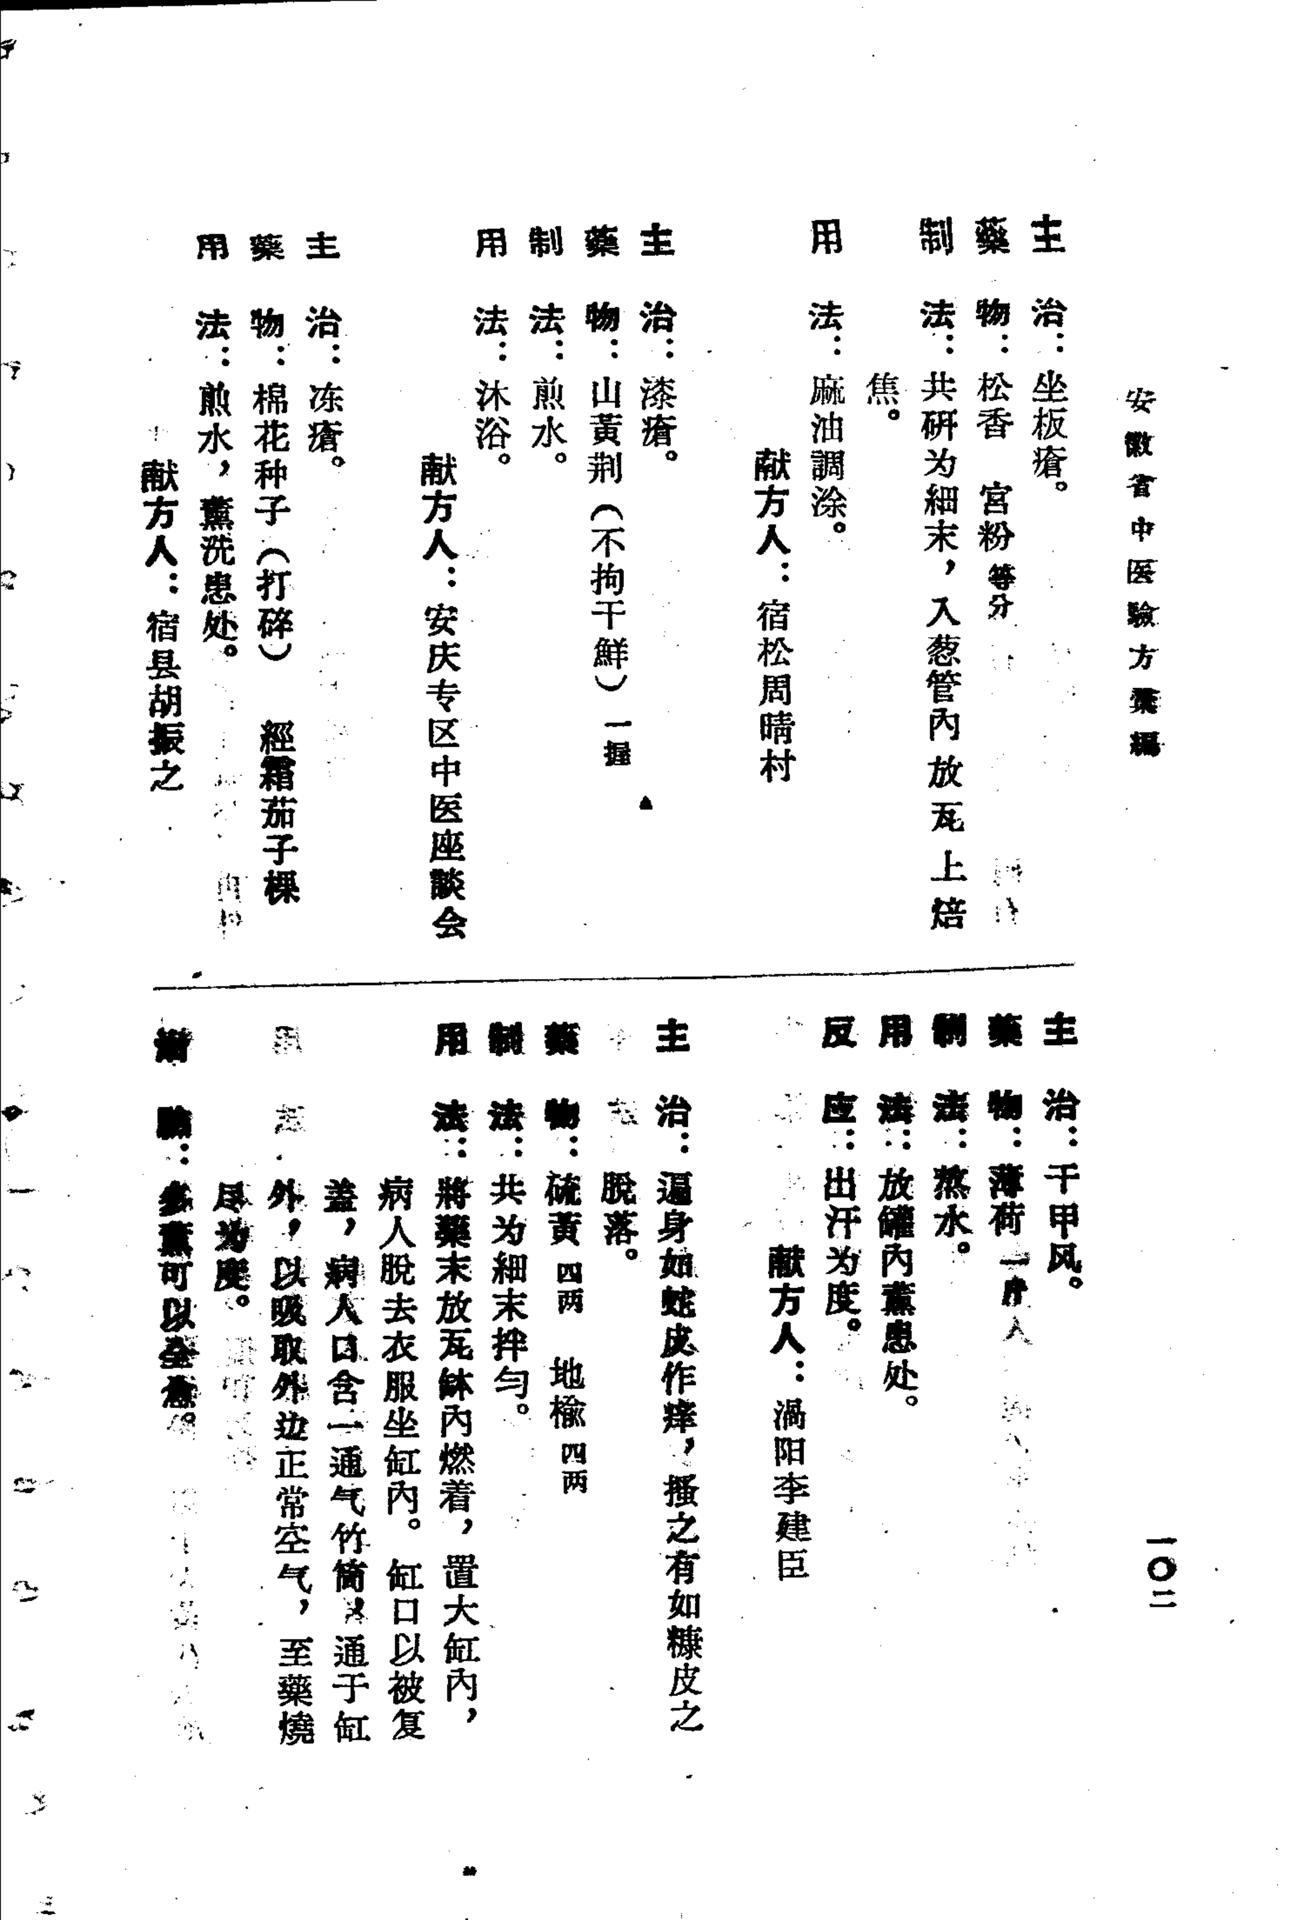 安徽省中医驗方彙編
一〇二
主　治：坐板瘡。
藥　物：松香　宮粉等分
制　法：共研为細末，入葱管內放瓦上焙
焦。
用　法：麻油調涂。
献方人：宿松周晴村
主　治：漆瘡。
藥　物：山黃荆（不拘干鮮）一握
制　法：煎水。
用　法：沐浴。
献方人：安庆专区中医座談会
主　治：冻瘡。
藥　物：棉花种子（打碎）　經霜茄子棵
用　法：煎水，薰洗患处。
献方人：宿县胡振之
主　治：干甲风。
藥　物：薄荷一斤
制　法：熬水。
用　法：放罐內薰患处。
反　应：出汗为度。
献方人：渦阳李建臣
主　治：遍身如蛇皮作痒，搔之有如糠皮之
脫落。
藥　物：硫黃四两　地楡四两
制　法：共为細末拌匀。
用　法：將藥末放瓦缽內燃着，置大缸內，
病人脫去衣服坐缸內。缸口以被复
盖，病人口含一通气竹筒，通于缸
外，以吸取外边正常空气，至藥燒
尽为度。
：多薰可以全愈。